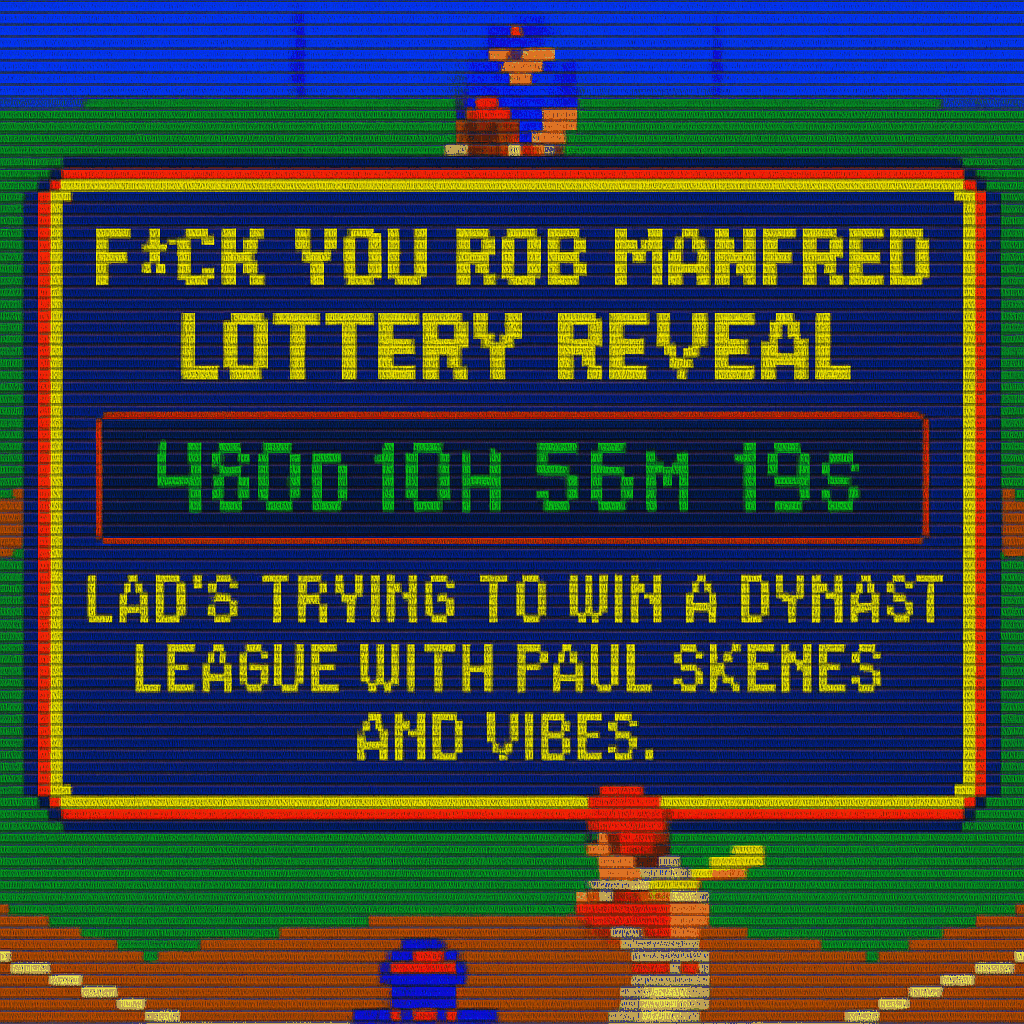 F*CK YOU ROB MANFRED
LOTTERY REVEAL
480D 10H 56M 19S
LAD'S TRYING TO WIN A DYNAST
LEAGUE WITH PAUL SKENES
AND VIBES.